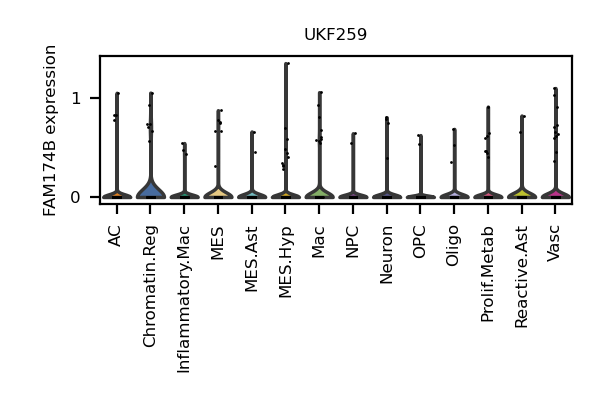 UKF259
FAM174B expression
1
0
AC
Chromatin.Reg
Inflammatory.Mac
MES
MES.Ast
MES.Hyp
Mac
NPC
Neuron
OPC
Oligo
Prolif.Metab
Reactive.Ast
Vasc